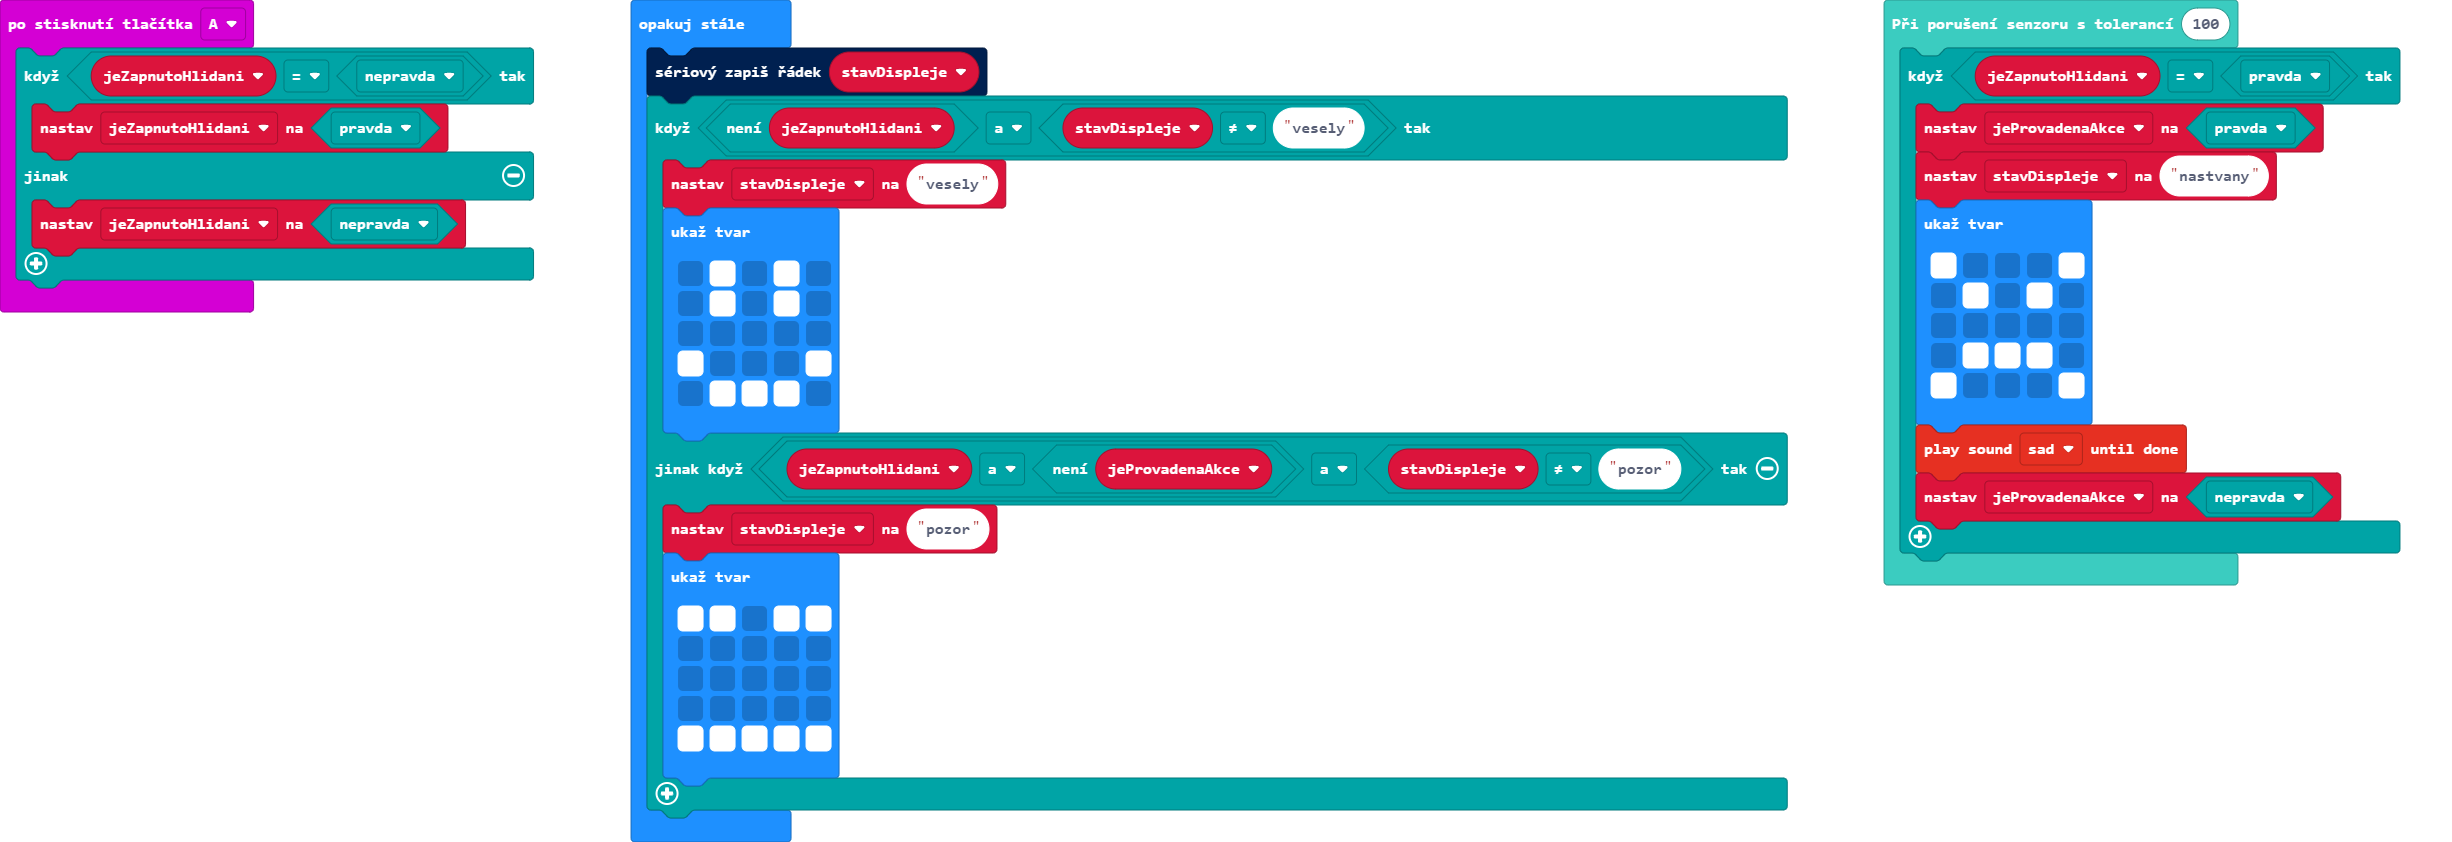 po stisknutí tlačítka A
když jeZapnutoHlidani = nepravda tak
nastav jeZapnutoHlidani na pravda
jinak
nastav jeZapnutoHlidani na nepravda
opakuj stále
sériový zapiš řádek stavDispleje
když není jeZapnutoHlidani a stavDispleje ≠ "vesely" tak
nastav stavDispleje na "vesely"
ukaž tvar
jinak když jeZapnutoHlidani a není jeProvadenaAkce a stavDispleje ≠ "pozor" tak
nastav stavDispleje na "pozor"
ukaž tvar
Při porušení senzoru s tolerancí 100
když jeZapnutoHlidani = pravda tak
nastav jeProvadenaAkce na pravda
nastav stavDispleje na "nastvany"
ukaž tvar
play sound sad until done
nastav jeProvadenaAkce na nepravda